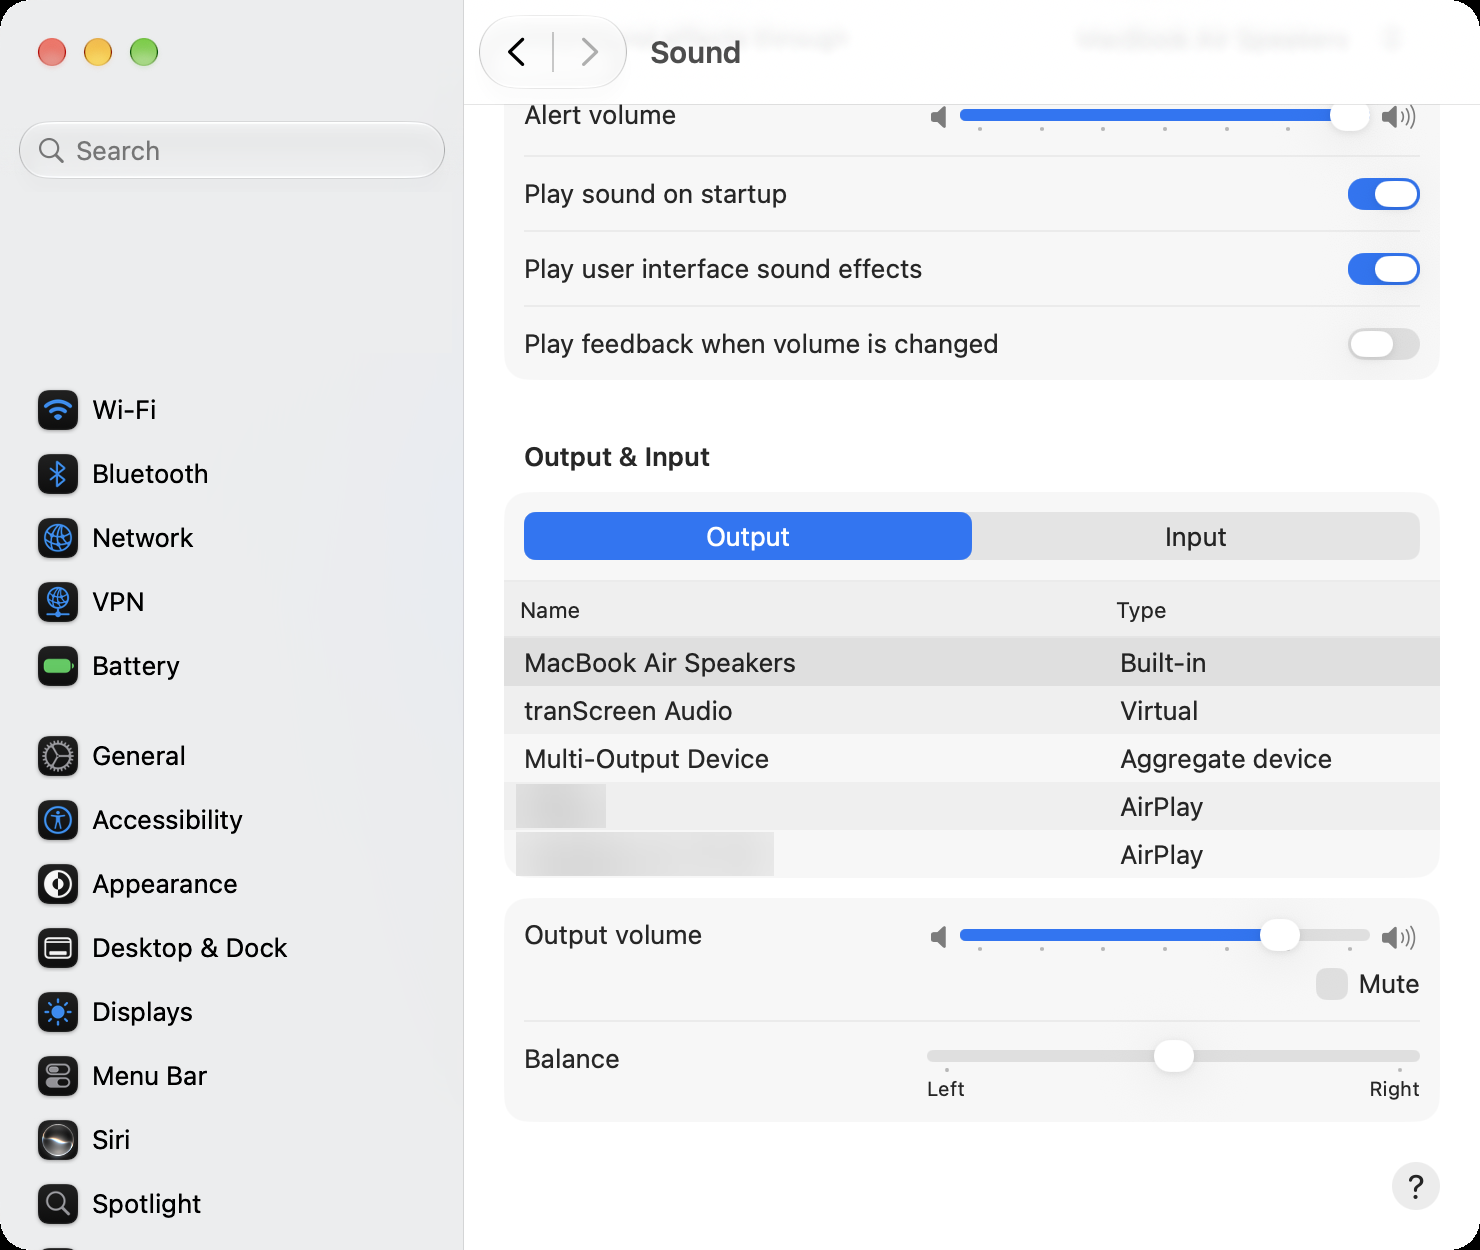 Sound
Search
Wi-Fi
Bluetooth
Network
VPN
Battery
General
Accessibility
Appearance
Desktop & Dock
Displays
Menu Bar
Siri
Spotlight
Alert volume
Play sound on startup
Play user interface sound effects
Play feedback when volume is changed
Output & Input
Output Input
Name Type
MacBook Air Speakers Built-in
tranScreen Audio Virtual
Multi-Output Device Aggregate device
AirPlay
AirPlay
Output volume
Mute
Balance
Left Right
?